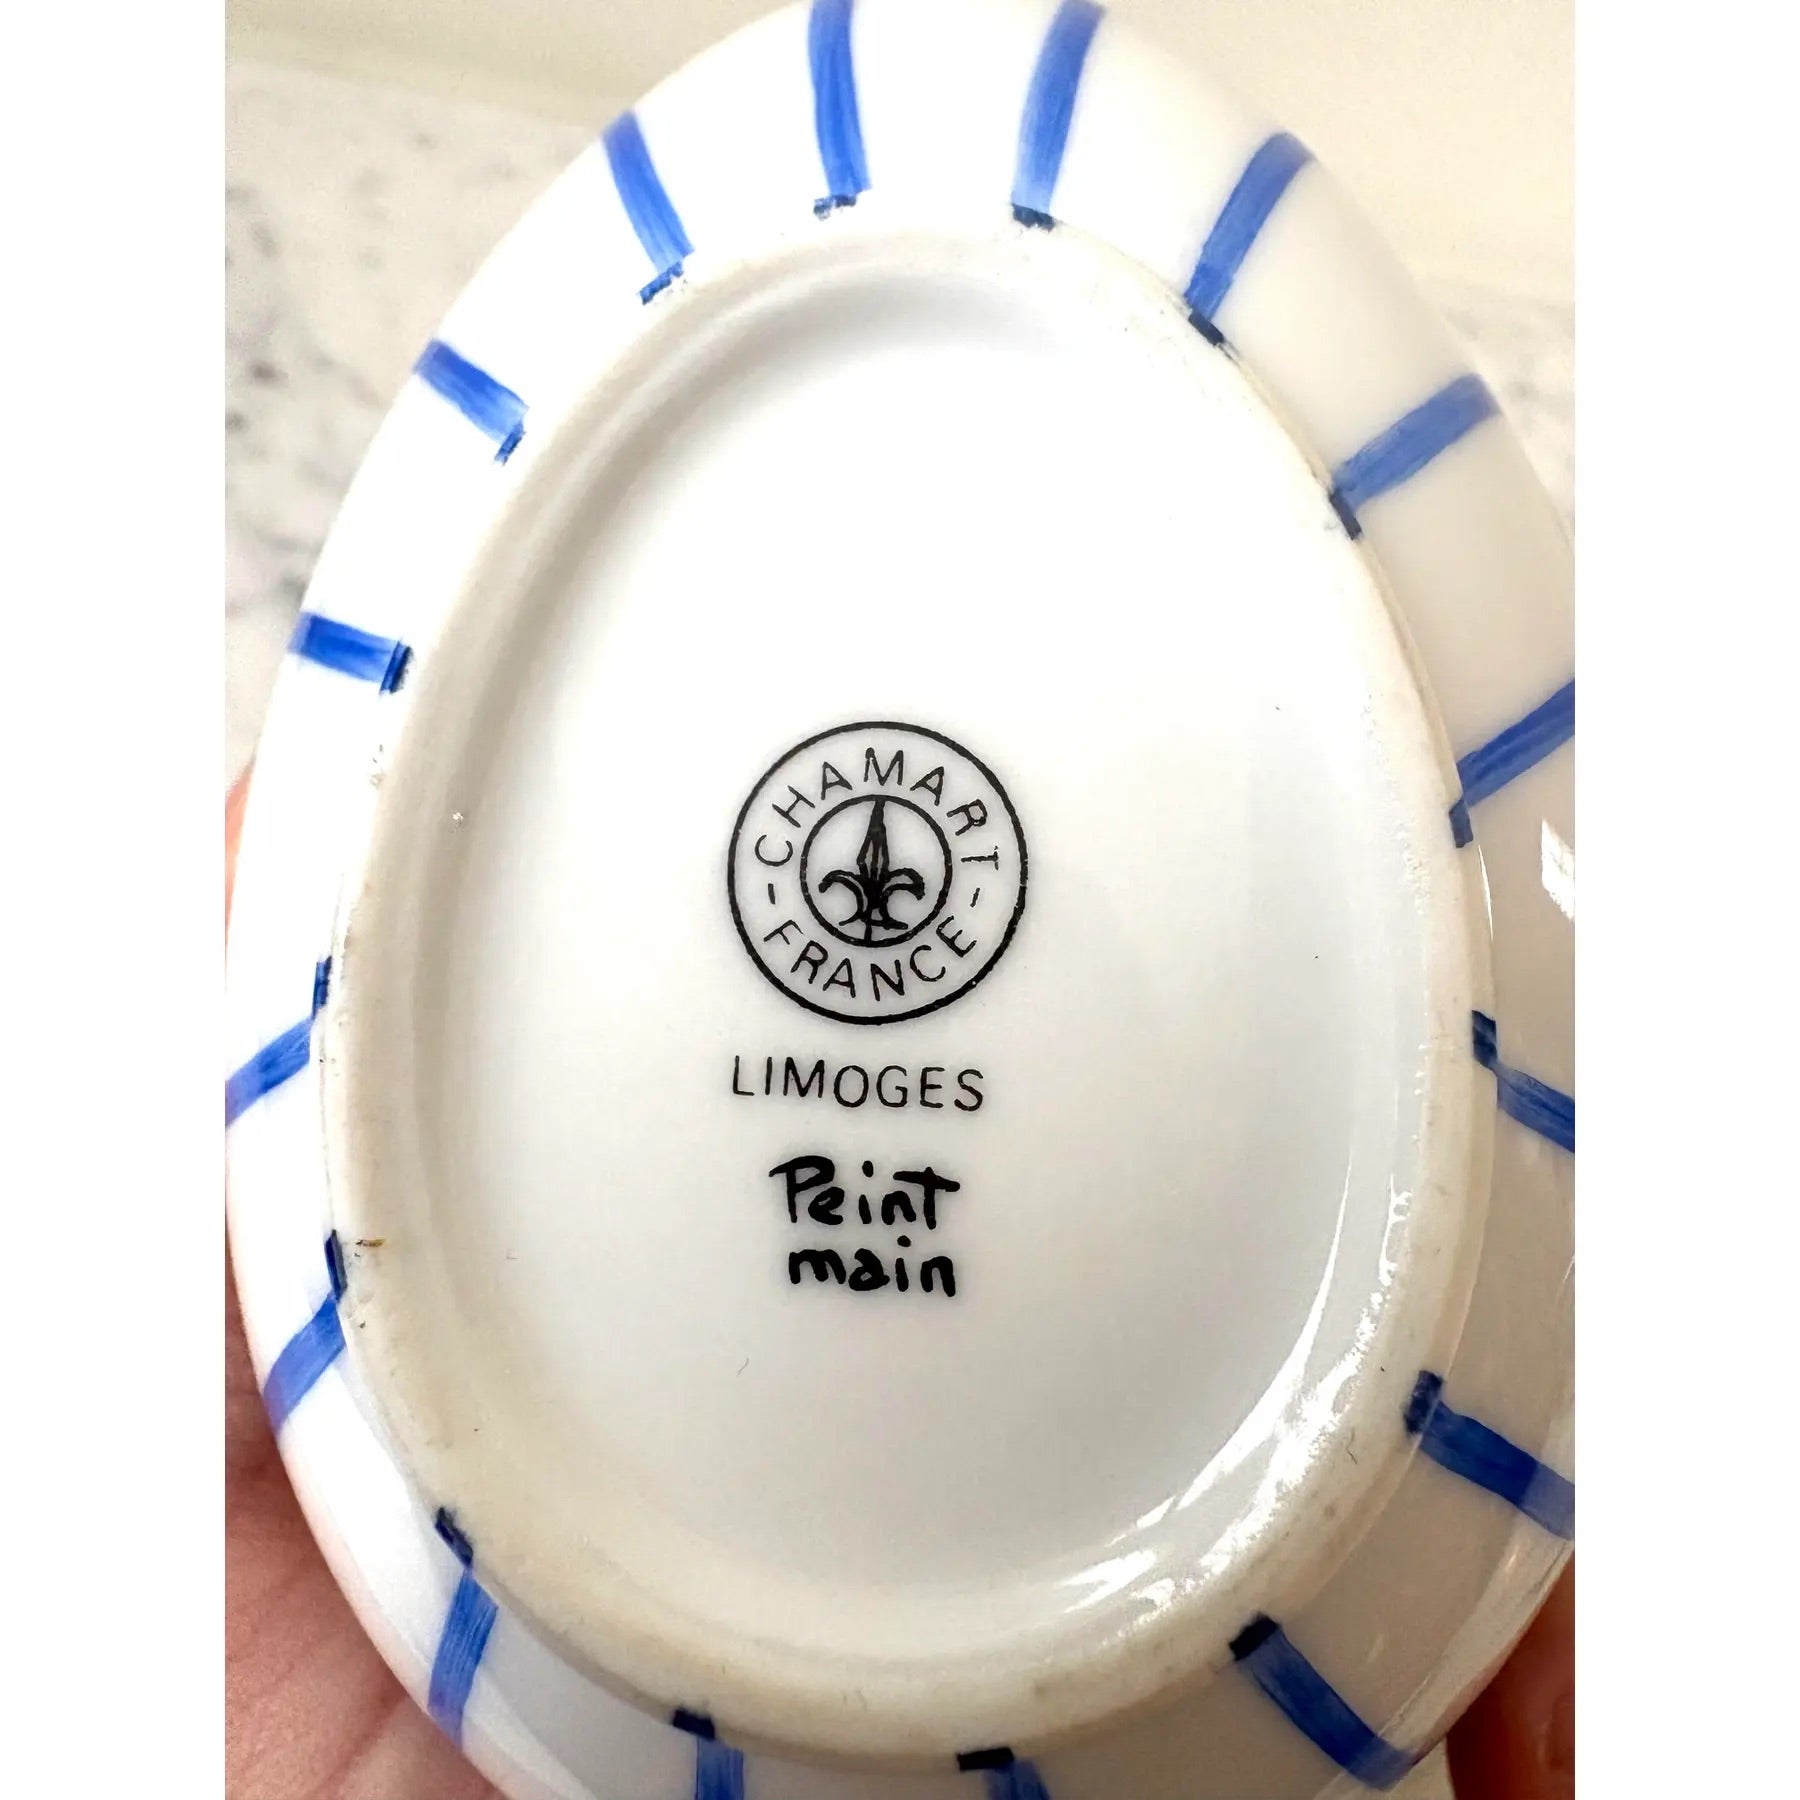 CHAMART
- FRANCE -
LIMOGES
Peint
main